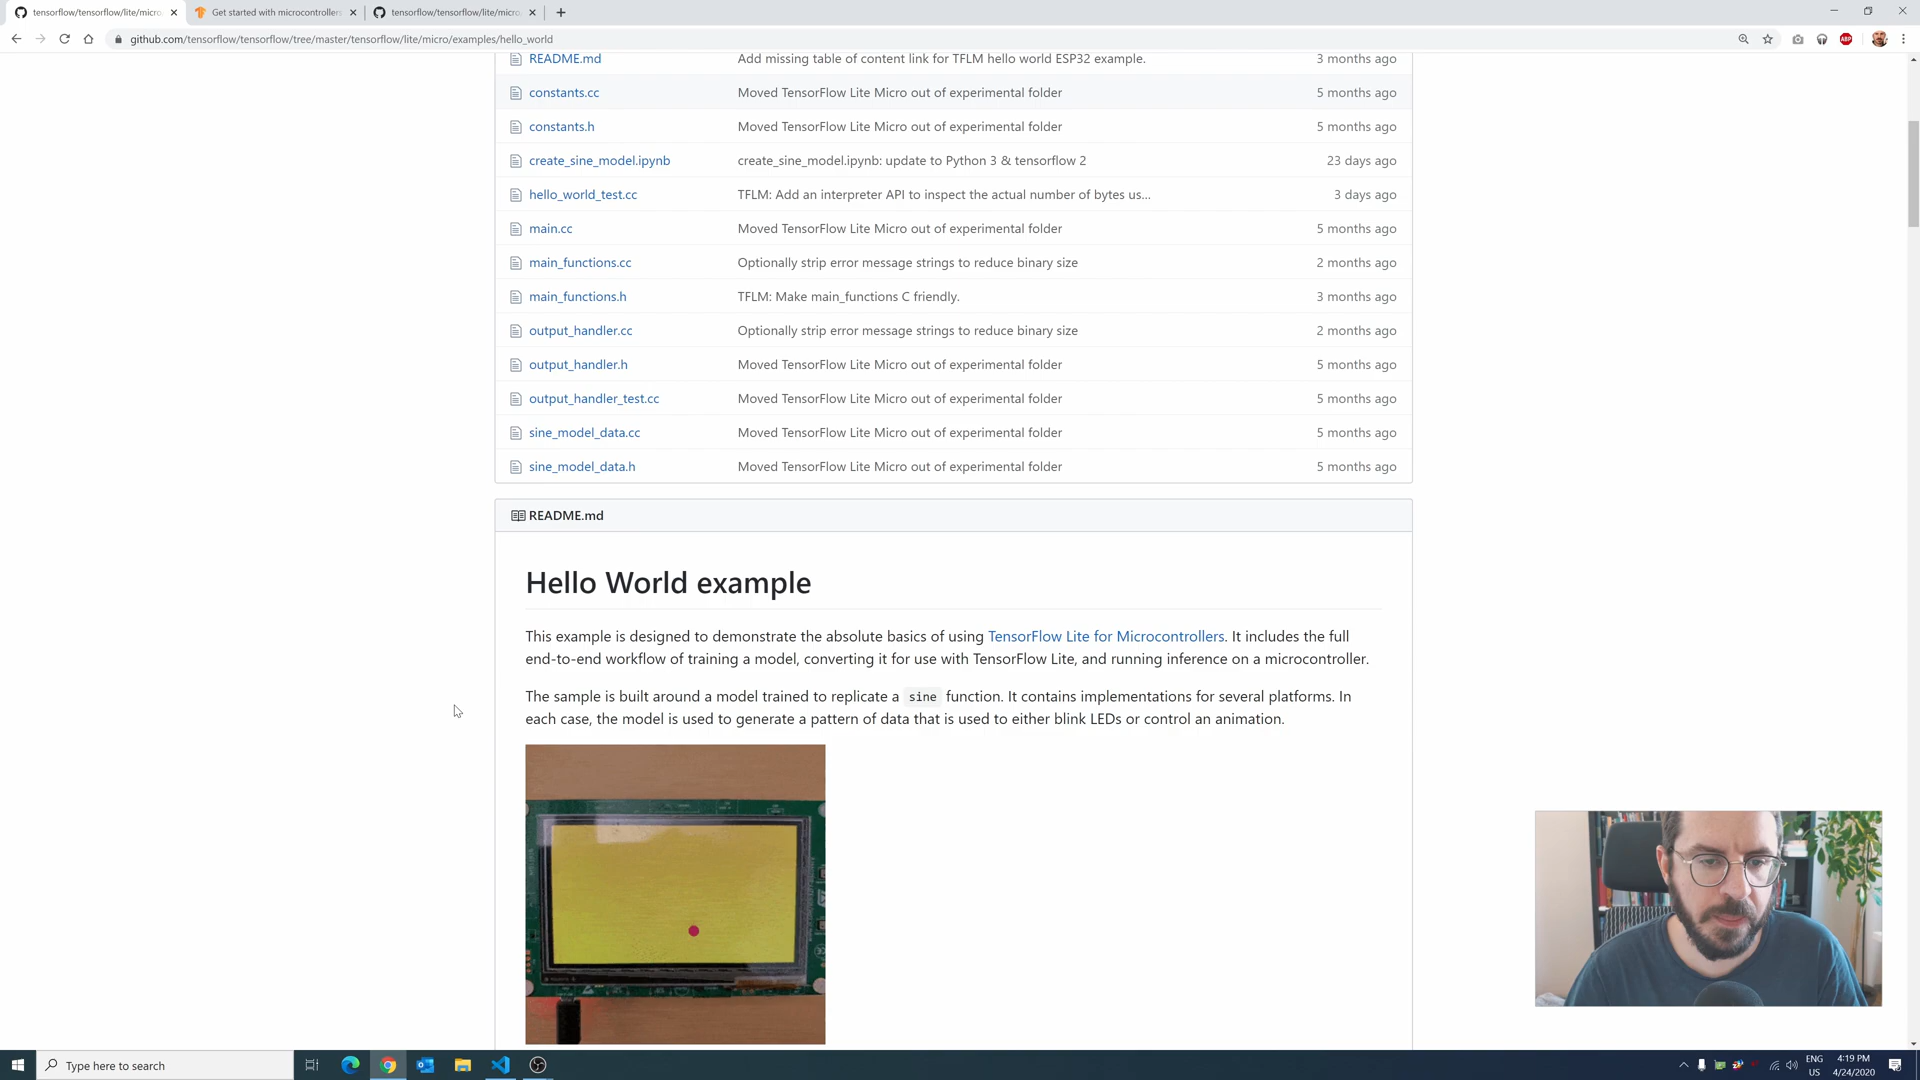 tensorflow/tensorflow/lite/micro
Get started with microcontrollers
tensorflow/tensorflow/lite/micro
github.com/tensorflow/tensorflow/tree/master/tensorflow/lite/micro/examples/hello_world
ABP
README.md Add missing table of content link for TFLM hello world ESP32 example. 3 months ago
constants.cc Moved TensorFlow Lite Micro out of experimental folder 5 months ago
constants.h Moved TensorFlow Lite Micro out of experimental folder 5 months ago
create_sine_model.ipynb create_sine_model.ipynb: update to Python 3 & tensorflow 2 23 days ago
hello_world_test.cc TFLM: Add an interpreter API to inspect the actual number of bytes us... 3 days ago
main.cc Moved TensorFlow Lite Micro out of experimental folder 5 months ago
main_functions.cc Optionally strip error message strings to reduce binary size 2 months ago
main_functions.h TFLM: Make main_functions C friendly. 3 months ago
output_handler.cc Optionally strip error message strings to reduce binary size 2 months ago
output_handler.h Moved TensorFlow Lite Micro out of experimental folder 5 months ago
output_handler_test.cc Moved TensorFlow Lite Micro out of experimental folder 5 months ago
sine_model_data.cc Moved TensorFlow Lite Micro out of experimental folder 5 months ago
sine_model_data.h Moved TensorFlow Lite Micro out of experimental folder 5 months ago
README.md
Hello World example
This example is designed to demonstrate the absolute basics of using TensorFlow Lite for Microcontrollers. It includes the full
end-to-end workflow of training a model, converting it for use with TensorFlow Lite, and running inference on a microcontroller.
The sample is built around a model trained to replicate a sine function. It contains implementations for several platforms. In
each case, the model is used to generate a pattern of data that is used to either blink LEDs or control an animation.
Type here to search
ENG
US
4:19 PM
4/24/2020